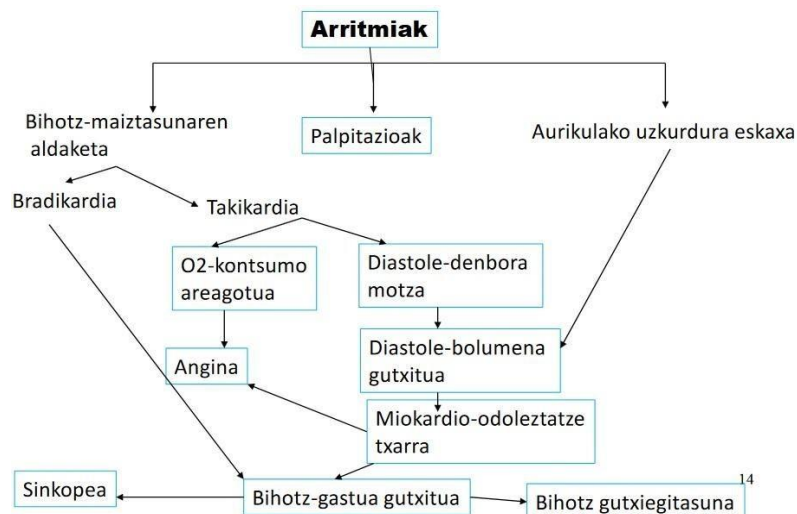 Arritmiak
Bihotz-maiztasunaren
aldaketa
Palpitazioak
Aurikulako uzkurdura eskaxa
Bradikardia
Takikardia
O2-kontsumo
areagotua
Diastole-denbora
motza
Angina
Diastole-bolumena
gutxitua
Miokardio-odoleztatze
txarra
Sinkopea
Bihotz-gastua gutxitua
Bihotz gutxiegitasuna
14